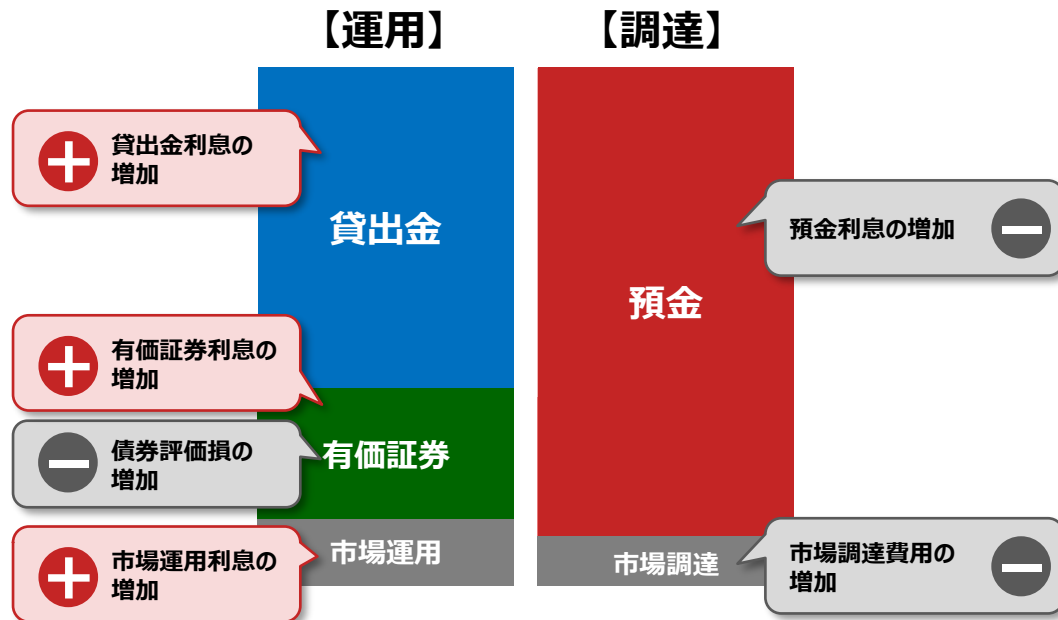 【運用】
【調達】
貸出金利息の
増加
貸出金
預金利息の増加
預金
有価証券利息の
増加
債券評価損の
増加
有価証券
市場運用利息の
増加
市場運用
市場調達
市場調達費用の
増加